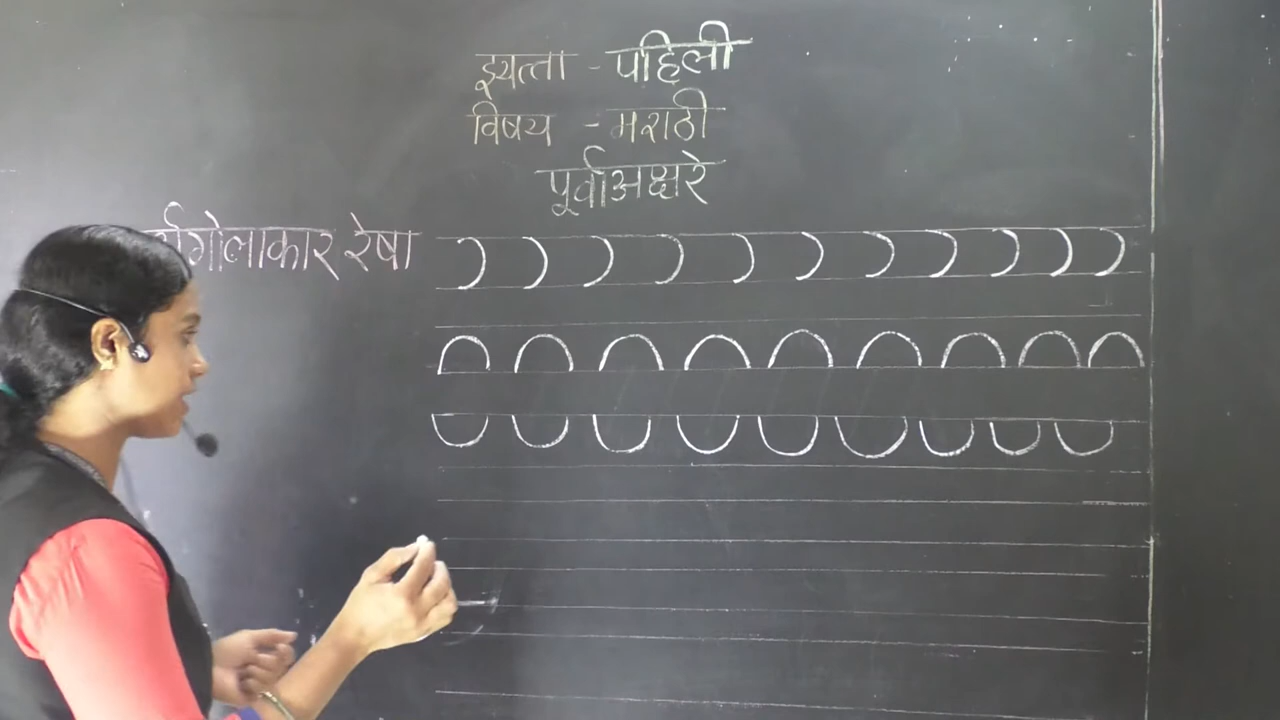 इयत्ता - पहिली
विषय - मराठी
पूर्वाअक्षरे
रेषा